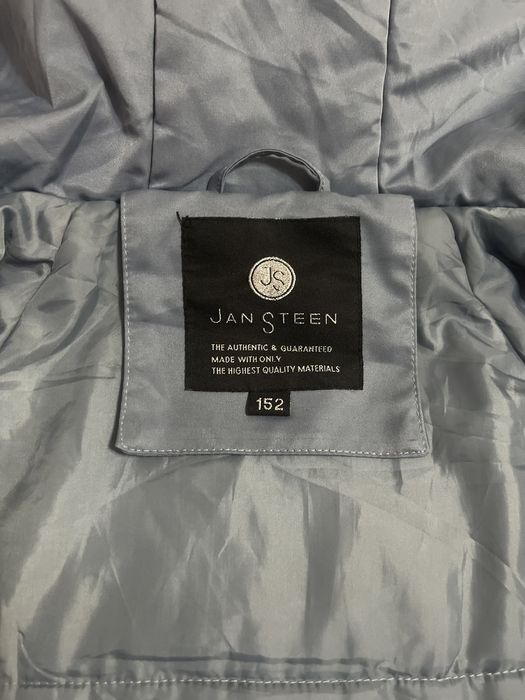 JS
JAN STEEN
THE AUTHENTIC & GUARANTEED
MADE WITH ONLY
THE HIGHEST QUALITY MATERIALS
152